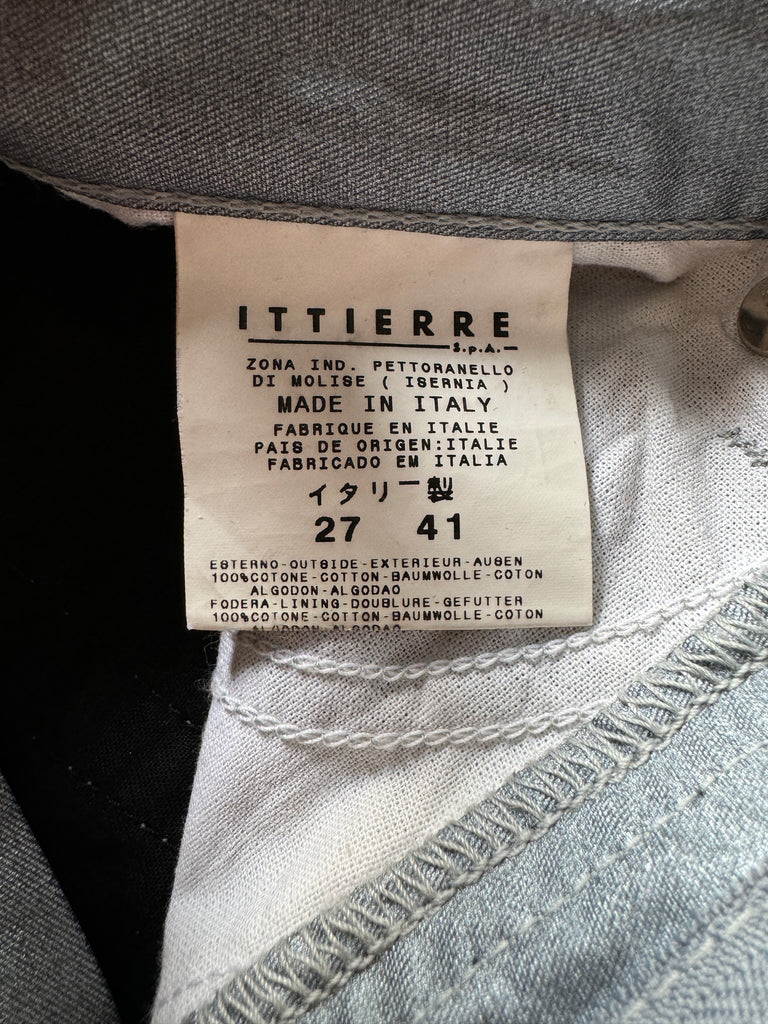 ITTIERRE
S.p.A.
ZONA IND. PETTORANELLO
DI MOLISE ( ISERNIA )
MADE IN ITALY
FABRIQUE EN ITALIE
PAIS DE ORIGEN:ITALIE
FABRICADO EM ITALIA
イタリー製
27 41
ESTERNO-OUTSIDE-EXTERIEUR-AUSEN
100%COTONE-COTTON-BAUMWOLLE-COTON
ALGODON-ALGODAO
FODERA-LINING-DOUBLURE-GEFUTTER
100%COTONE-COTTON-BAUMWOLLE-COTON
ALGODON-ALGODAO